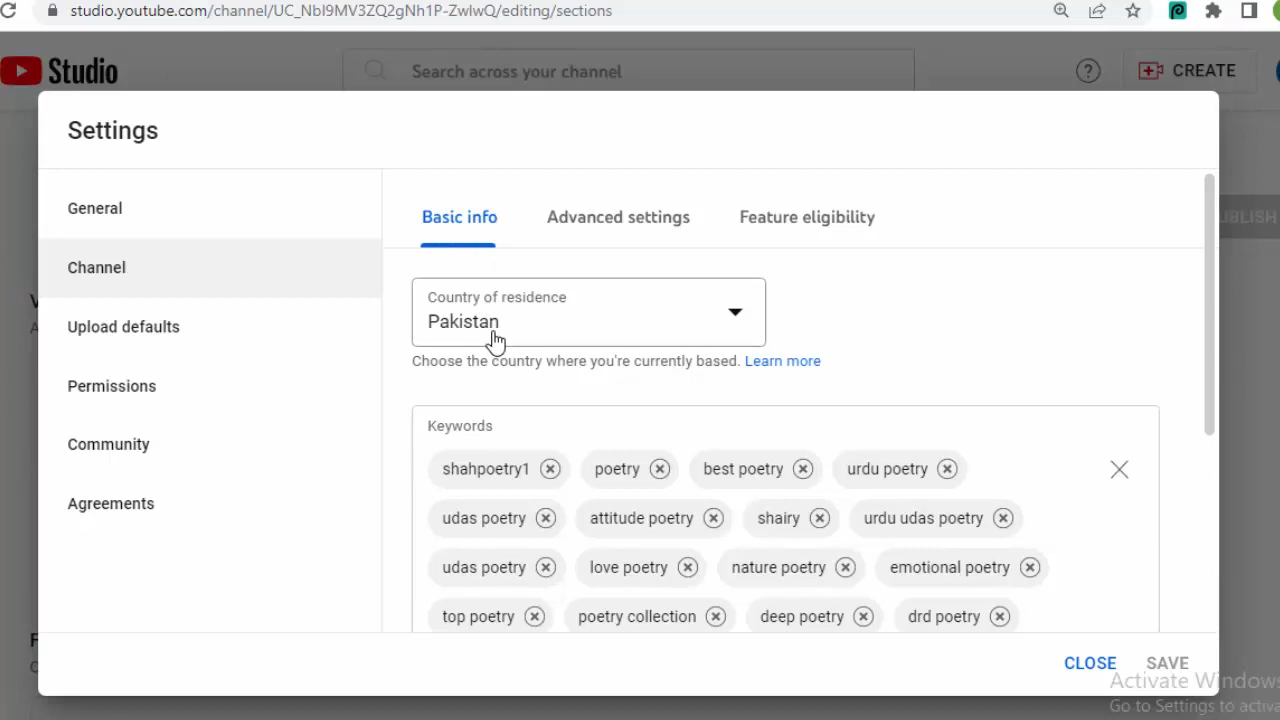 studio.youtube.com/channel/UC_NbI9MV3ZQ2gNh1P-ZwlwQ/editing/sections
Studio
Search across your channel
CREATE
Settings
General
Channel
Upload defaults
Permissions
Community
Agreements
Basic info Advanced settings Feature eligibility
Country of residence
Pakistan
Choose the country where you're currently based. Learn more
Keywords
shahpoetry1 poetry best poetry urdu poetry
udas poetry attitude poetry shairy urdu udas poetry
udas poetry love poetry nature poetry emotional poetry
top poetry poetry collection deep poetry drd poetry
CLOSE SAVE
Activate Windows
Go to Settings to activa